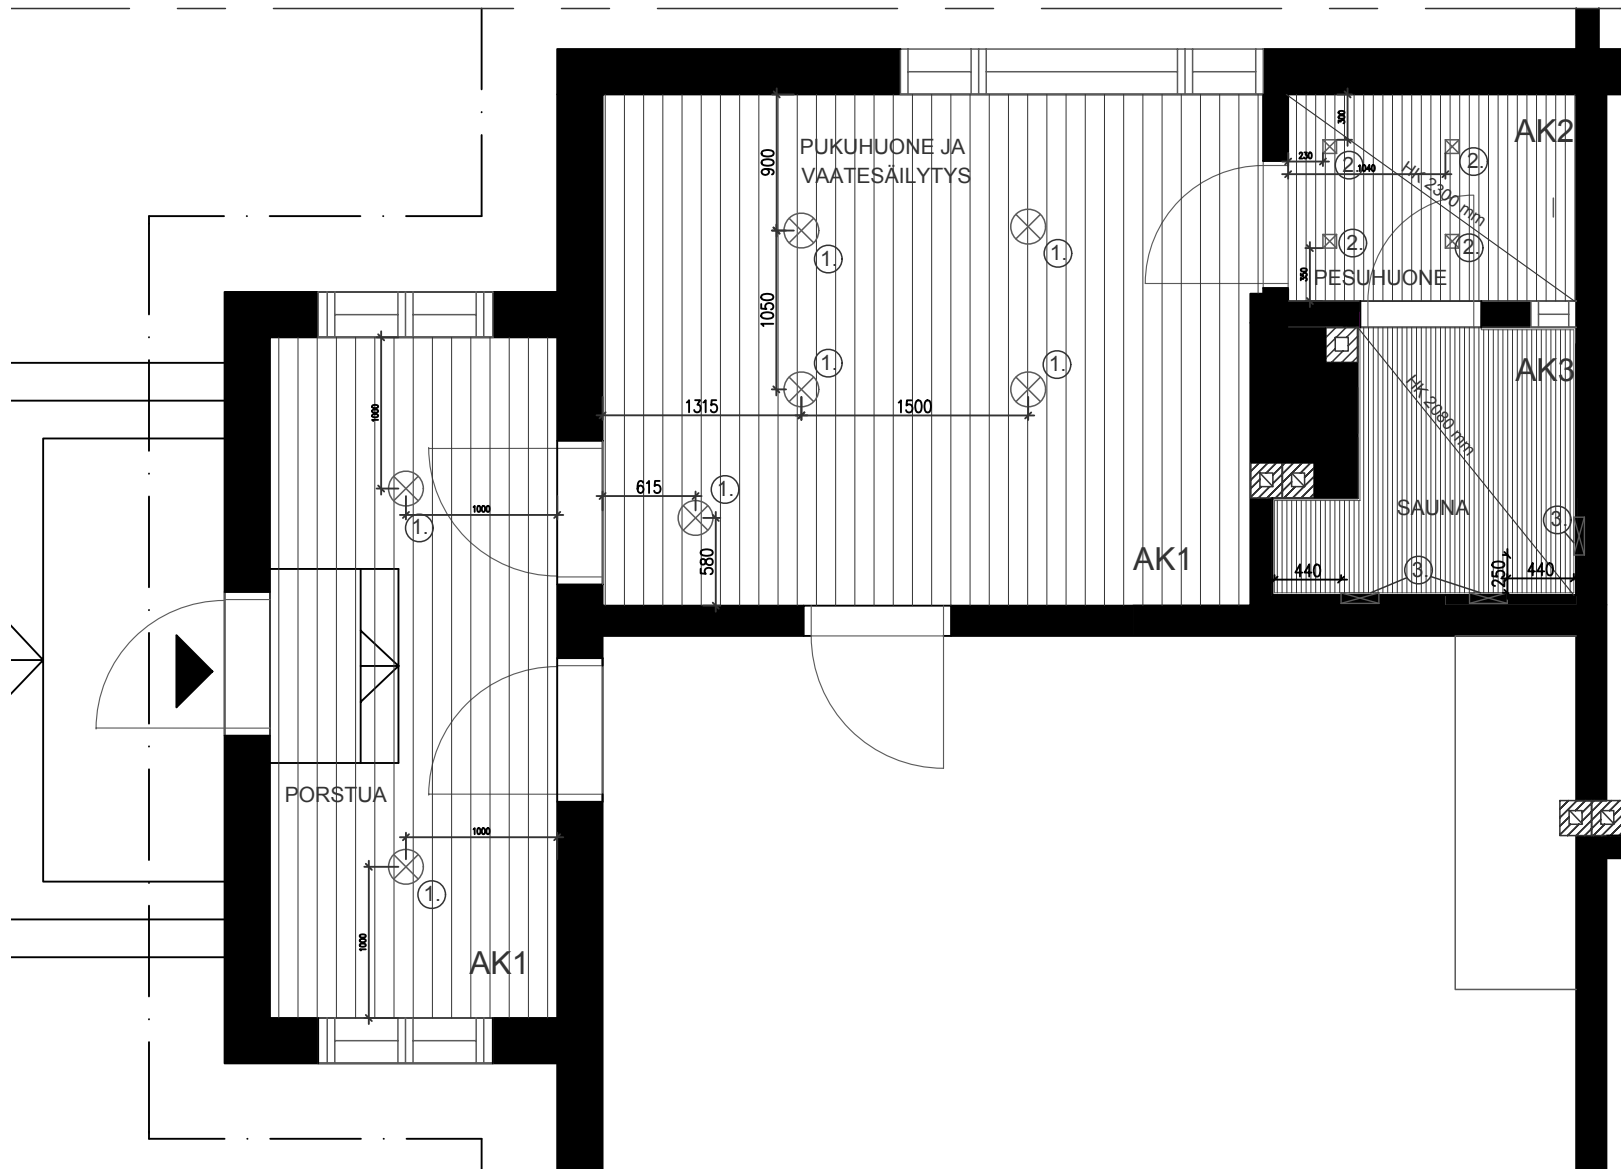 PUKUHUONE JA
VAATESÄILYTYS
900
1050
1.
1.
1.
1.
1315
1500
615
1.
580
AK1
AK2
300
230
1040
2.
2.
2.
2.
HK 2300 mm
350
PESUHUONE
AK3
HK 2080 mm
SAUNA
3.
3.
440
250
440
1000
1000
1.
PORSTUA
1000
1.
1000
AK1